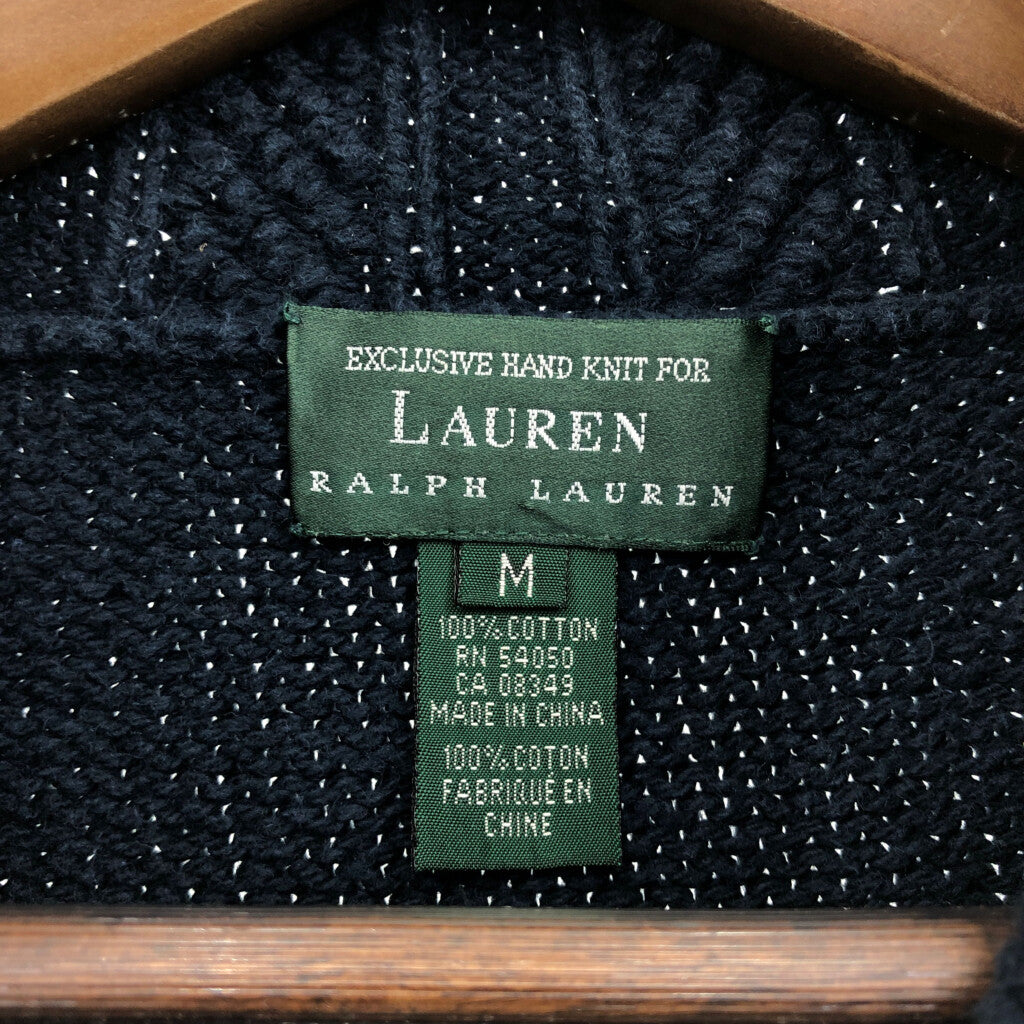 EXCLUSIVE HAND KNIT FOR
LAUREN
RALPH LAUREN
M
100% COTTON
RN 54050
CA 08349
MADE IN CHINA
100% COTON
FABRIQUÉ EN
CHINE